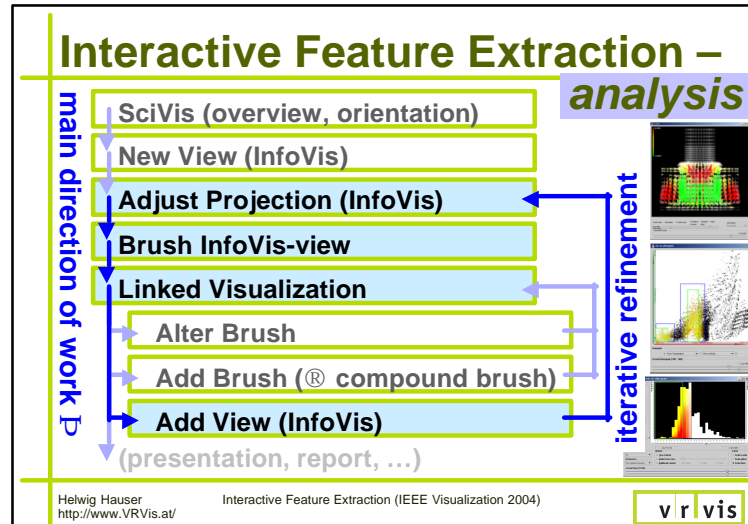 Interactive Feature Extraction –
analysis
main direction of work Þ
SciVis (overview, orientation)
New View (InfoVis)
Adjust Projection (InfoVis)
Brush InfoVis-view
Linked Visualization
Alter Brush
Add Brush (® compound brush)
Add View (InfoVis)
(presentation, report, …)
iterative refinement
Helwig Hauser
http://www.VRVis.at/
Interactive Feature Extraction (IEEE Visualization 2004)
v r vis